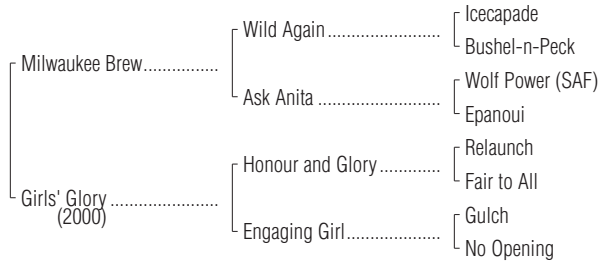 Icecapade
Wild Again
Bushel-n-Peck
Milwaukee Brew
Wolf Power (SAF)
Ask Anita
Epanoui
Relaunch
Honour and Glory
Fair to All
Girls' Glory
(2000)
Gulch
Engaging Girl
No Opening